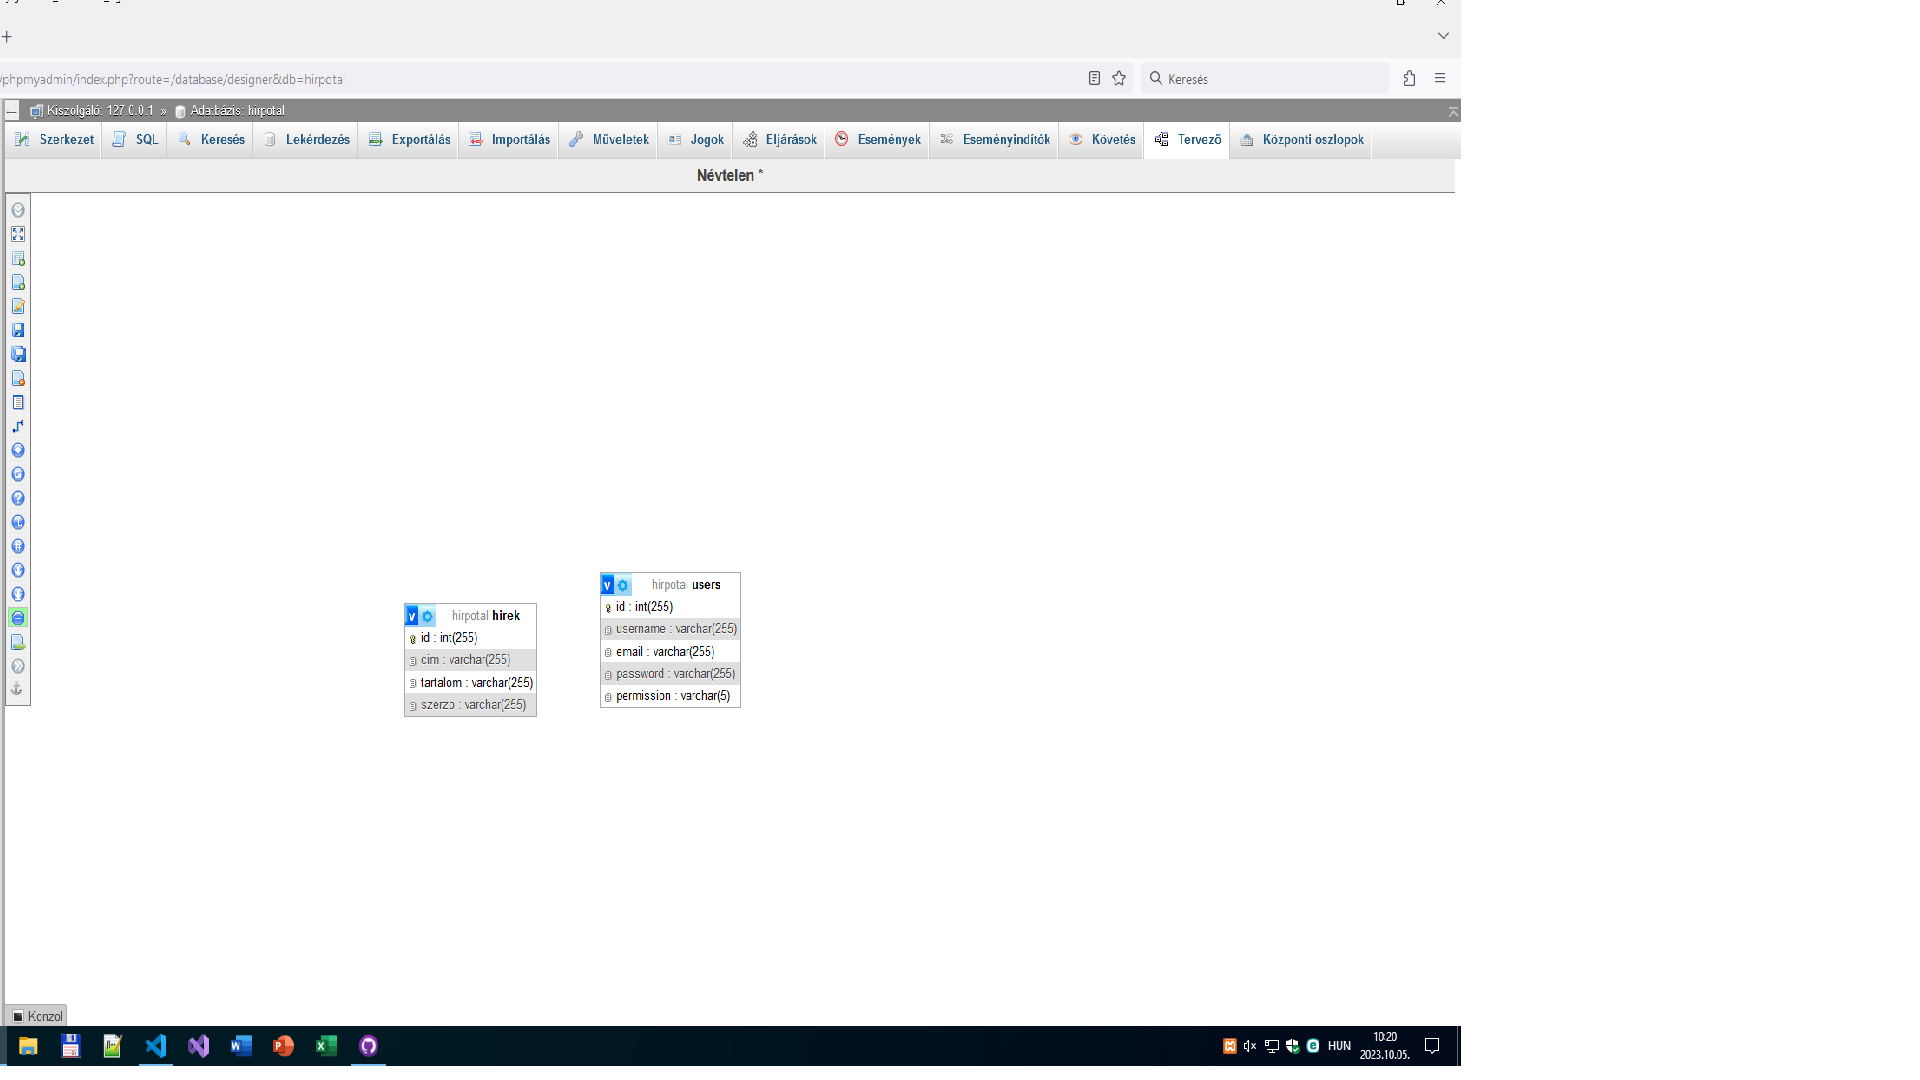 /phpmyadmin/index.php?route=/database/designer&db=hirpotal
Keresés
Kiszolgáló: 127.0.0.1 » Adatbázis: hirpotal
Szerkezet SQL Keresés Lekérdezés Exportálás Importálás Műveletek Jogok Eljárások Események Eseményindítók Követés Tervező Központi oszlopok
Névtelen *
v hirpotal hirek
id : int(255)
cim : varchar(255)
tartalom : varchar(255)
szerzo : varchar(255)
v hirpotal users
id : int(255)
username : varchar(255)
email : varchar(255)
password : varchar(255)
permission : varchar(5)
Konzol
HUN
10:20
2023.10.05.